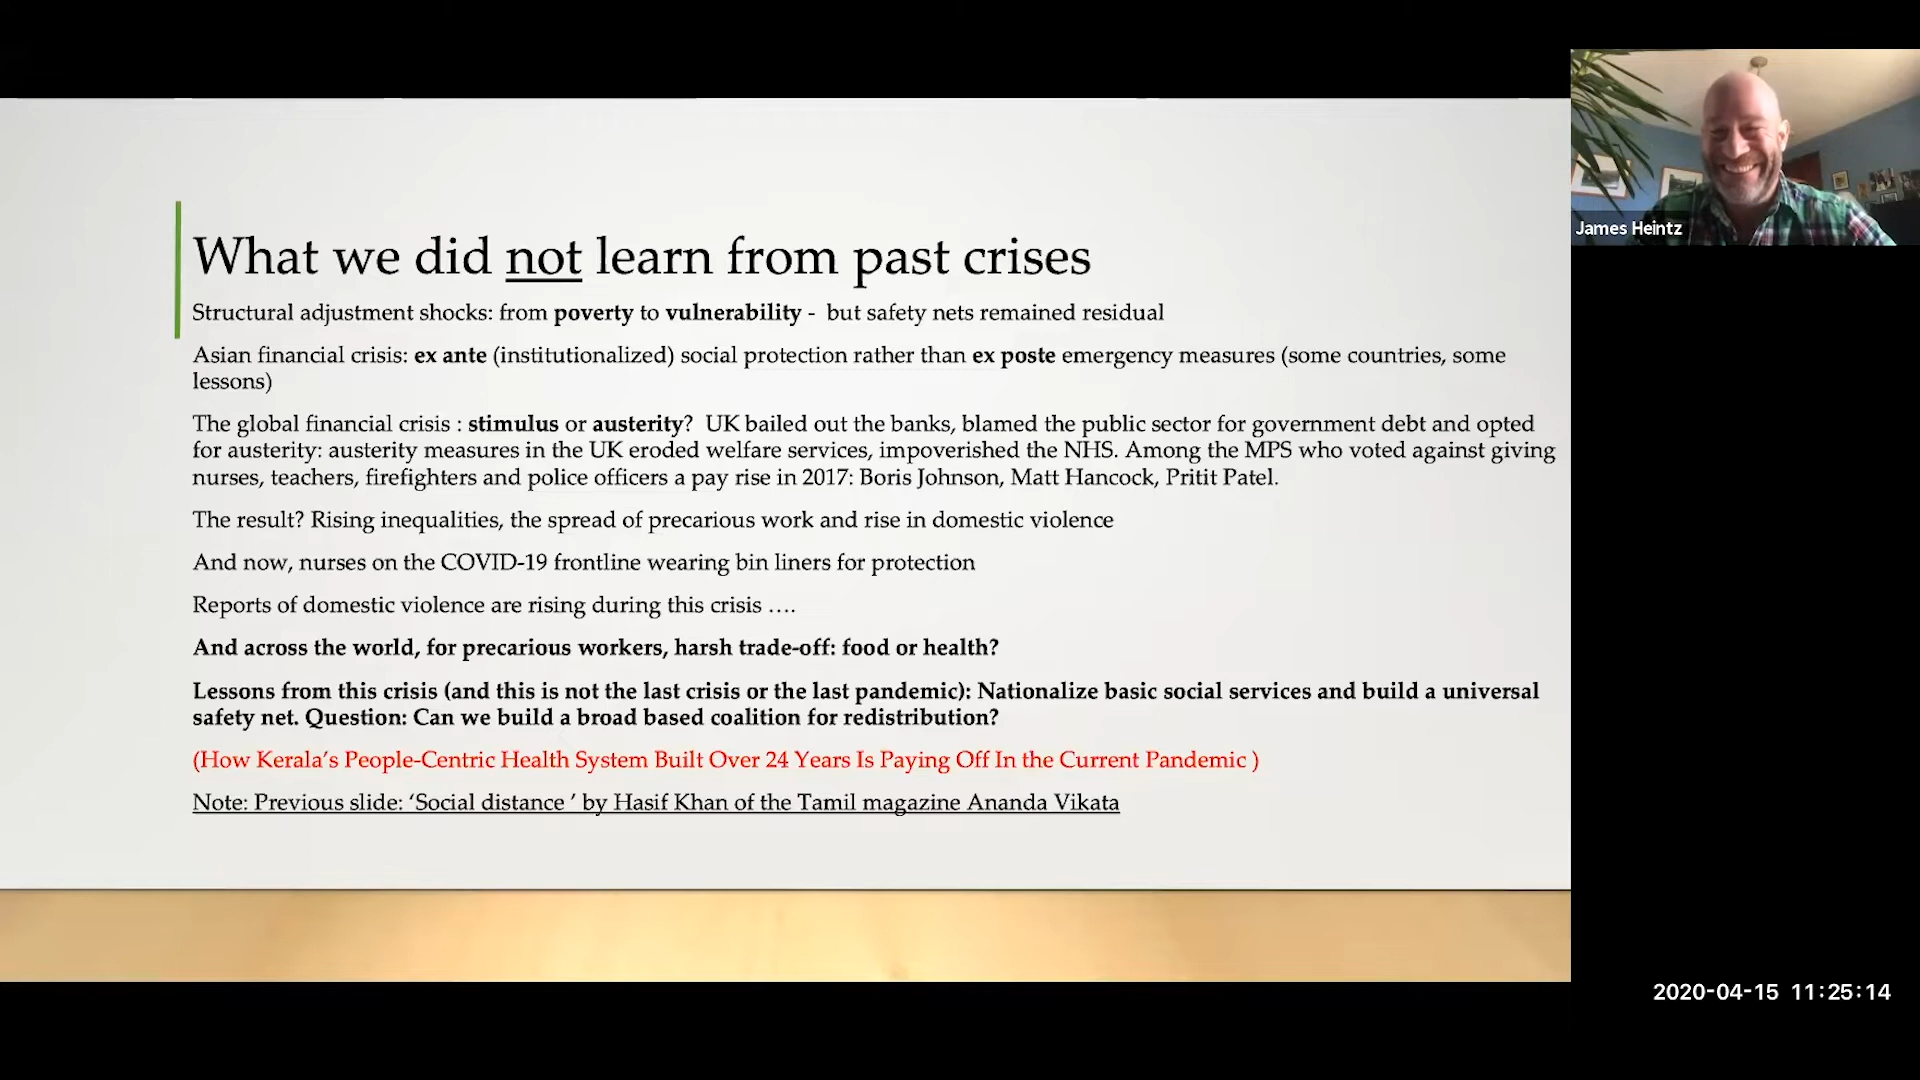 What we did not learn from past crises
Structural adjustment shocks: from poverty to vulnerability - but safety nets remained residual
Asian financial crisis: ex ante (institutionalized) social protection rather than ex poste emergency measures (some countries, some
lessons)
The global financial crisis : stimulus or austerity? UK bailed out the banks, blamed the public sector for government debt and opted
for austerity: austerity measures in the UK eroded welfare services, impoverished the NHS. Among the MPS who voted against giving
nurses, teachers, firefighters and police officers a pay rise in 2017: Boris Johnson, Matt Hancock, Pritit Patel.
The result? Rising inequalities, the spread of precarious work and rise in domestic violence
And now, nurses on the COVID-19 frontline wearing bin liners for protection
Reports of domestic violence are rising during this crisis ….
And across the world, for precarious workers, harsh trade-off: food or health?
Lessons from this crisis (and this is not the last crisis or the last pandemic): Nationalize basic social services and build a universal
safety net. Question: Can we build a broad based coalition for redistribution?
(How Kerala’s People-Centric Health System Built Over 24 Years Is Paying Off In the Current Pandemic )
Note: Previous slide: ‘Social distance ’ by Hasif Khan of the Tamil magazine Ananda Vikata
James Heintz
2020-04-15 11:25:14